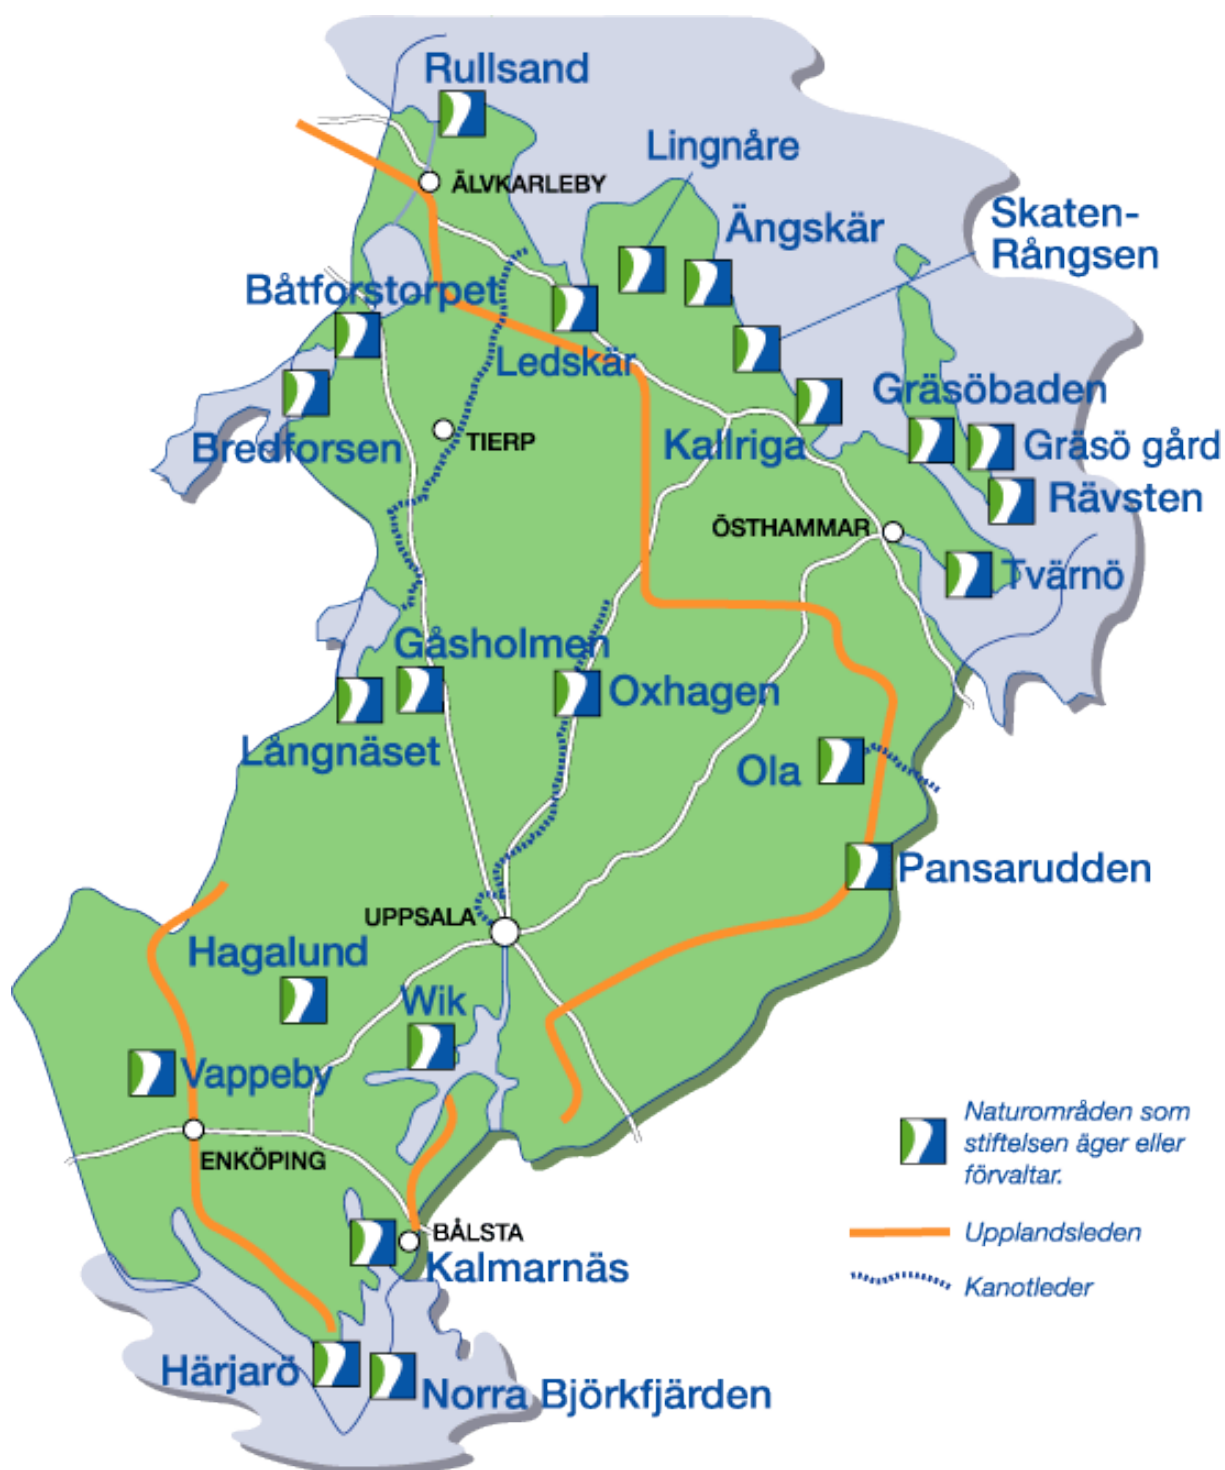 Rullsand
Lingnåre
ÄLVKARLEBY
Ängskär
Skaten-
Rångsen
Båtforstorpet
Ledskär
Gräsöbaden
Bredforsen
TIERP
Kallriga
Gräsö gård
Rävsten
ÖSTHAMMAR
Tvärnö
Gåsholmen
Oxhagen
Långnäset
Ola
Pansarudden
UPPSALA
Hagalund
Wik
Vappeby
Naturområden som
stiftelsen äger eller
förvaltar.
ENKÖPING
BÅLSTA
Upplandsleden
Kalmarnäs
Kanotleder
Härjarö
Norra Björkfjärden